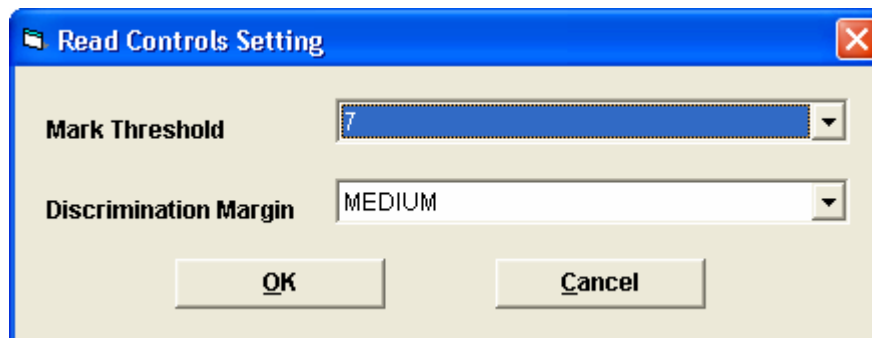 Read Controls Setting
Mark Threshold 7
Discrimination Margin MEDIUM
OK Cancel